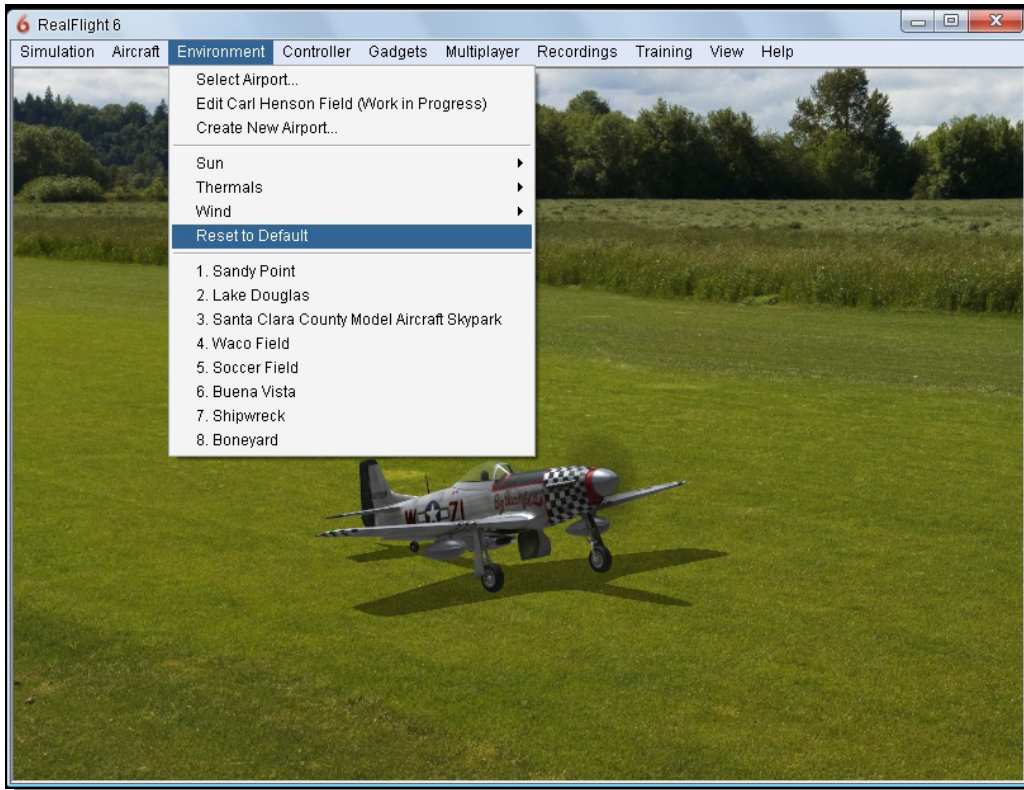 RealFlight 6
Simulation Aircraft Environment Controller Gadgets Multiplayer Recordings Training View Help
Select Airport...
Edit Carl Henson Field (Work in Progress)
Create New Airport...
Sun
Thermals
Wind
Reset to Default
1. Sandy Point
2. Lake Douglas
3. Santa Clara County Model Aircraft Skypark
4. Waco Field
5. Soccer Field
6. Buena Vista
7. Shipwreck
8. Boneyard
W Z